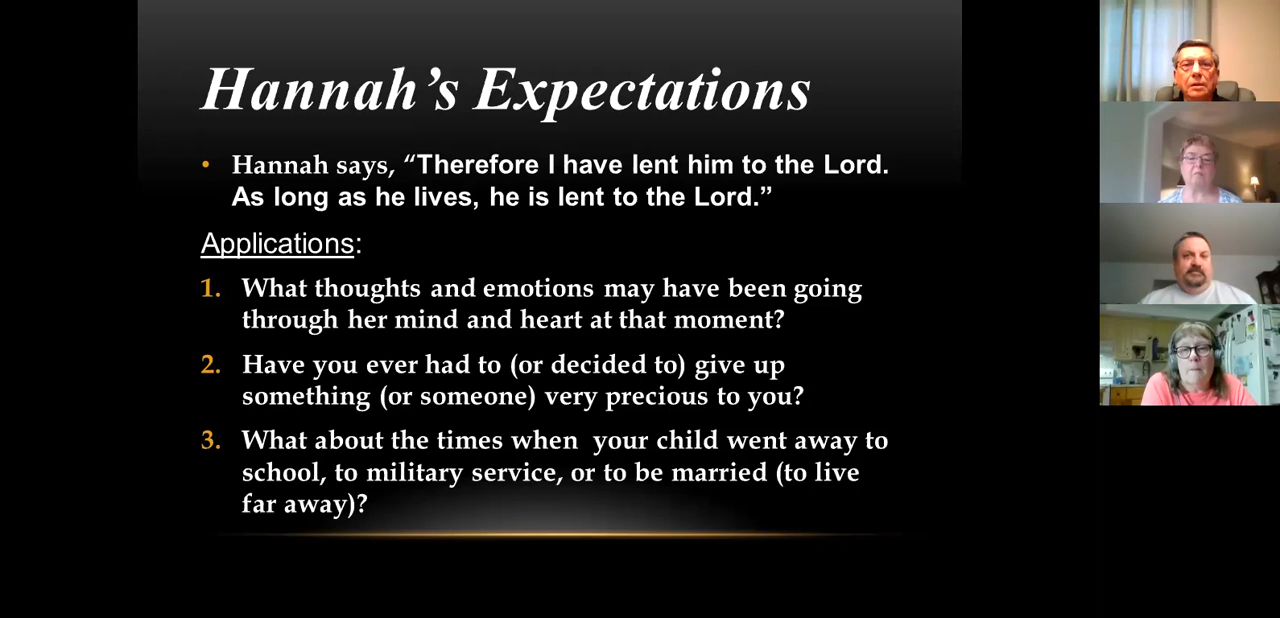 Hannah’s Expectations
• Hannah says, “Therefore I have lent him to the Lord.
As long as he lives, he is lent to the Lord.”
Applications:
1. What thoughts and emotions may have been going
through her mind and heart at that moment?
2. Have you ever had to (or decided to) give up
something (or someone) very precious to you?
3. What about the times when your child went away to
school, to military service, or to be married (to live
far away)?